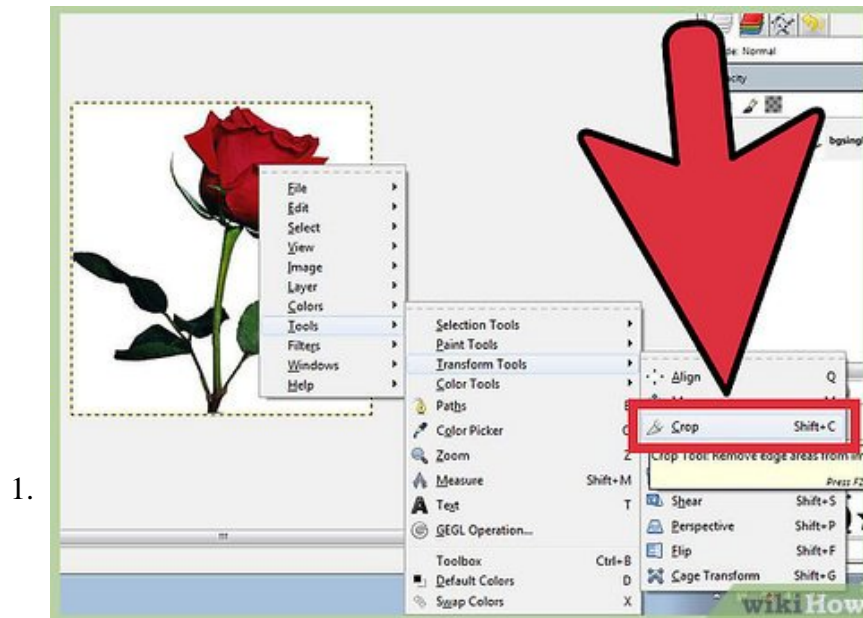 de: Normal
bgsingl
File
Edit
Select
View
Image
Layer
Colors
Tools
Filters
Windows
Help
Selection Tools
Paint Tools
Transform Tools
Color Tools
Paths B
Color Picker
Zoom Z
Measure Shift+M
Text T
GEGL Operation...
Toolbox Ctrl+B
Default Colors D
Swap Colors X
Align Q
Crop Shift+C
Crop Tool: Remove edge areas from im
Press F2
Shear Shift+S
Perspective Shift+P
Flip Shift+F
Cage Transform Shift+G
1.
wikiHow